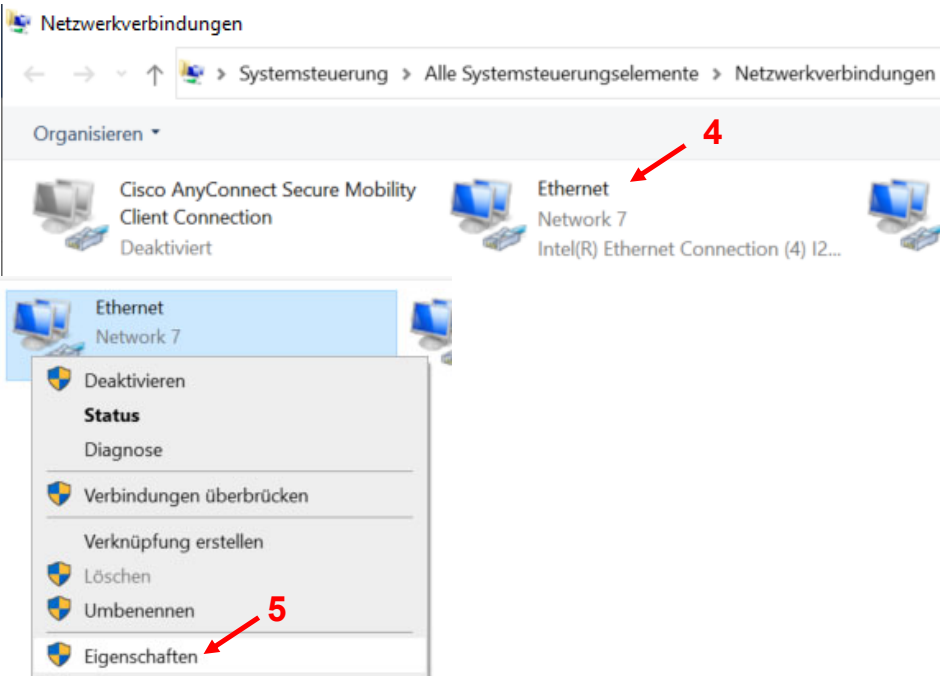 Netzwerkverbindungen
Systemsteuerung > Alle Systemsteuerungselemente > Netzwerkverbindungen
Organisieren
4
Cisco AnyConnect Secure Mobility
Client Connection
Deaktiviert
Ethernet
Network 7
Intel(R) Ethernet Connection (4) I2...
Ethernet
Network 7
Deaktivieren
Status
Diagnose
Verbindungen überbrücken
Verknüpfung erstellen
Löschen
Umbenennen
5
Eigenschaften